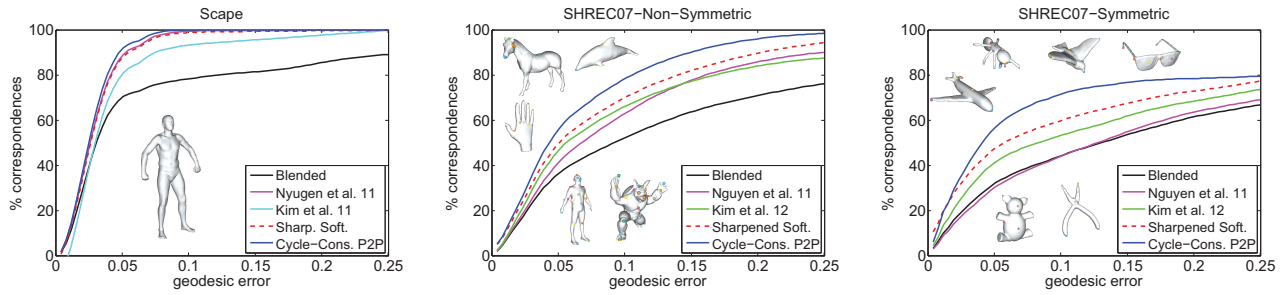 Scape
% correspondences
100
80
60
40
20
0
Blended
Nyugen et al. 11
Kim et al. 11
Sharp. Soft.
Cycle−Cons. P2P
0 0.05 0.1 0.15 0.2 0.25
geodesic error
SHREC07−Non−Symmetric
% correspondences
100
80
60
40
20
0
Blended
Nguyen et al. 11
Kim et al. 12
Sharpened Soft.
Cycle−Cons. P2P
0 0.05 0.1 0.15 0.2 0.25
geodesic error
SHREC07−Symmetric
% correspondences
100
80
60
40
20
0
Blended
Nguyen et al. 11
Kim et al. 12
Sharpened Soft.
Cycle−Cons. P2P
0 0.05 0.1 0.15 0.2 0.25
geodesic error